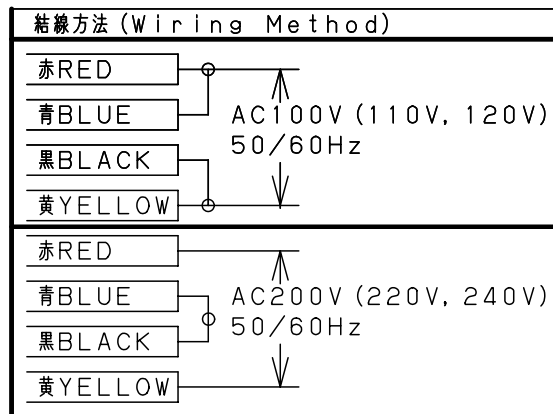 結線方法 (Wiring Method)
赤RED
青BLUE
黒BLACK
黄YELLOW
AC100V (110V, 120V)
50/60Hz
赤RED
青BLUE
黒BLACK
黄YELLOW
AC200V (220V, 240V)
50/60Hz